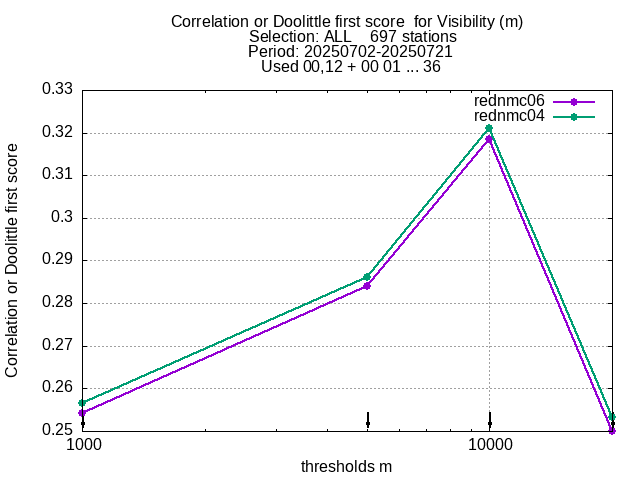 Correlation or Doolittle first score  for Visibility (m)
Selection: ALL    697 stations
Period: 20250702-20250721
Used 00,12 + 00 01 ... 36
rednmc06
rednmc04
0.33
0.32
0.31
0.3
0.29
0.28
0.27
0.26
0.25
Correlation or Doolittle first score
1000
10000
thresholds m